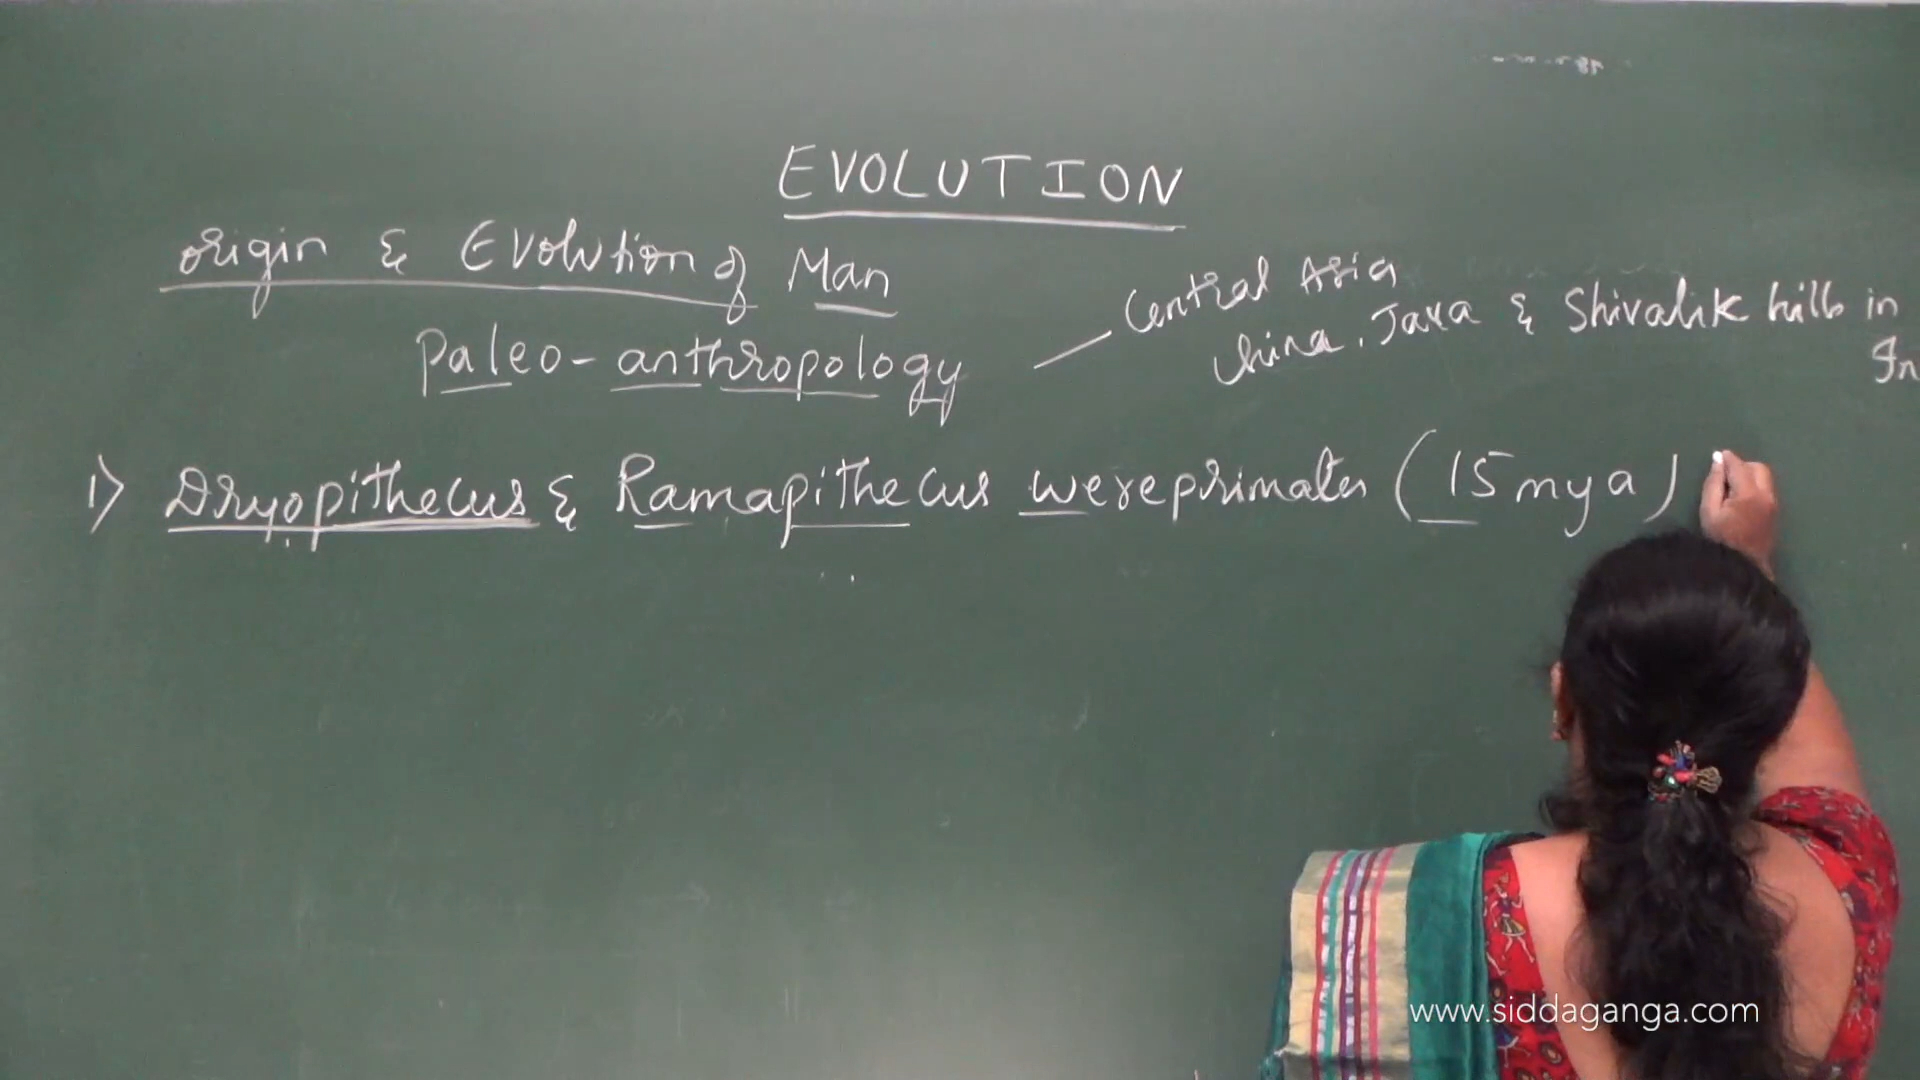 EVOLUTION
Origin & Evolution of Man
Paleo-anthropology
Central Asia
China, Java & Shivalik hills in
In
1) Dryopithecus & Ramapithecus were primates (15 mya)
www.siddaganga.com